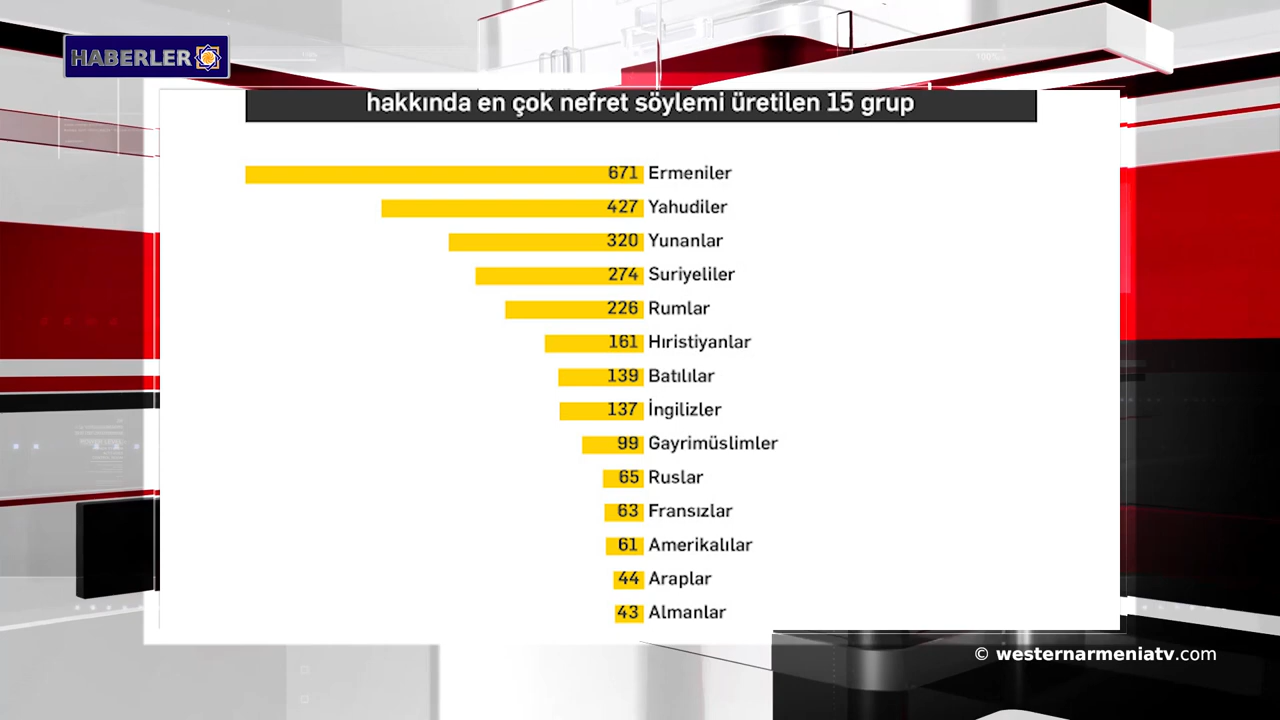 HABERLER
hakkında en çok nefret söylemi üretilen 15 grup
671 Ermeniler
427 Yahudiler
320 Yunanlar
274 Suriyeliler
226 Rumlar
161 Hıristiyanlar
139 Batılılar
137 İngilizler
99 Gayrimüslimler
65 Ruslar
63 Fransızlar
61 Amerikalılar
44 Araplar
43 Almanlar
© westernarmeniatv.com